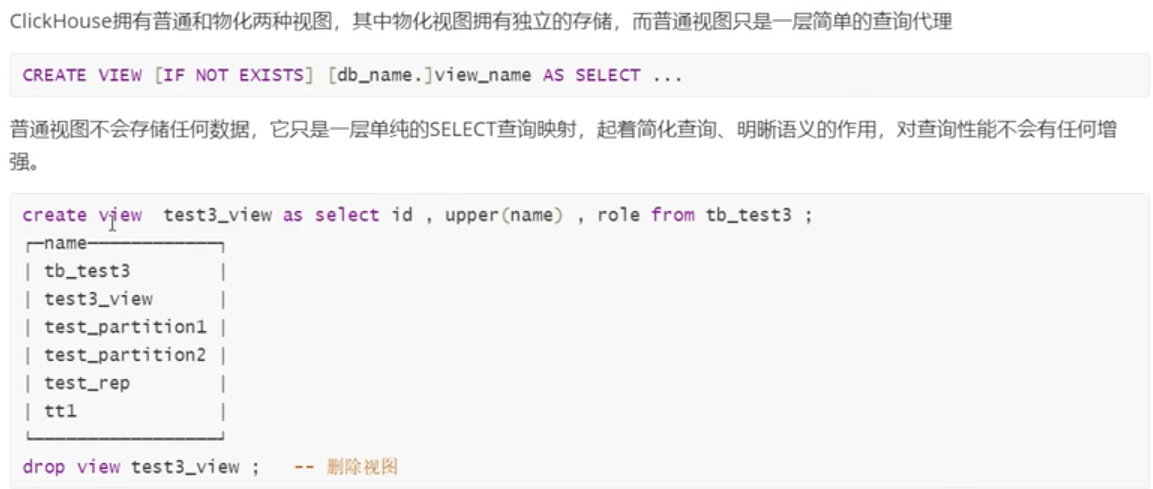 ClickHouse拥有普通和物化两种视图，其中物化视图拥有独立的存储，而普通视图只是一层简单的查询代理
CREATE VIEW [IF NOT EXISTS] [db_name.]view_name AS SELECT ...
普通视图不会存储任何数据，它只是一层单纯的SELECT查询映射，起着简化查询、明晰语义的作用，对查询性能不会有任何增
强。
create view  test3_view as select id , upper(name) , role from tb_test3 ;
┌─name────────────┐
| tb_test3        |
| test3_view      |
| test_partition1 |
| test_partition2 |
| test_rep        |
| tt1             |
└─────────────────┘
drop view test3_view ;   -- 删除视图